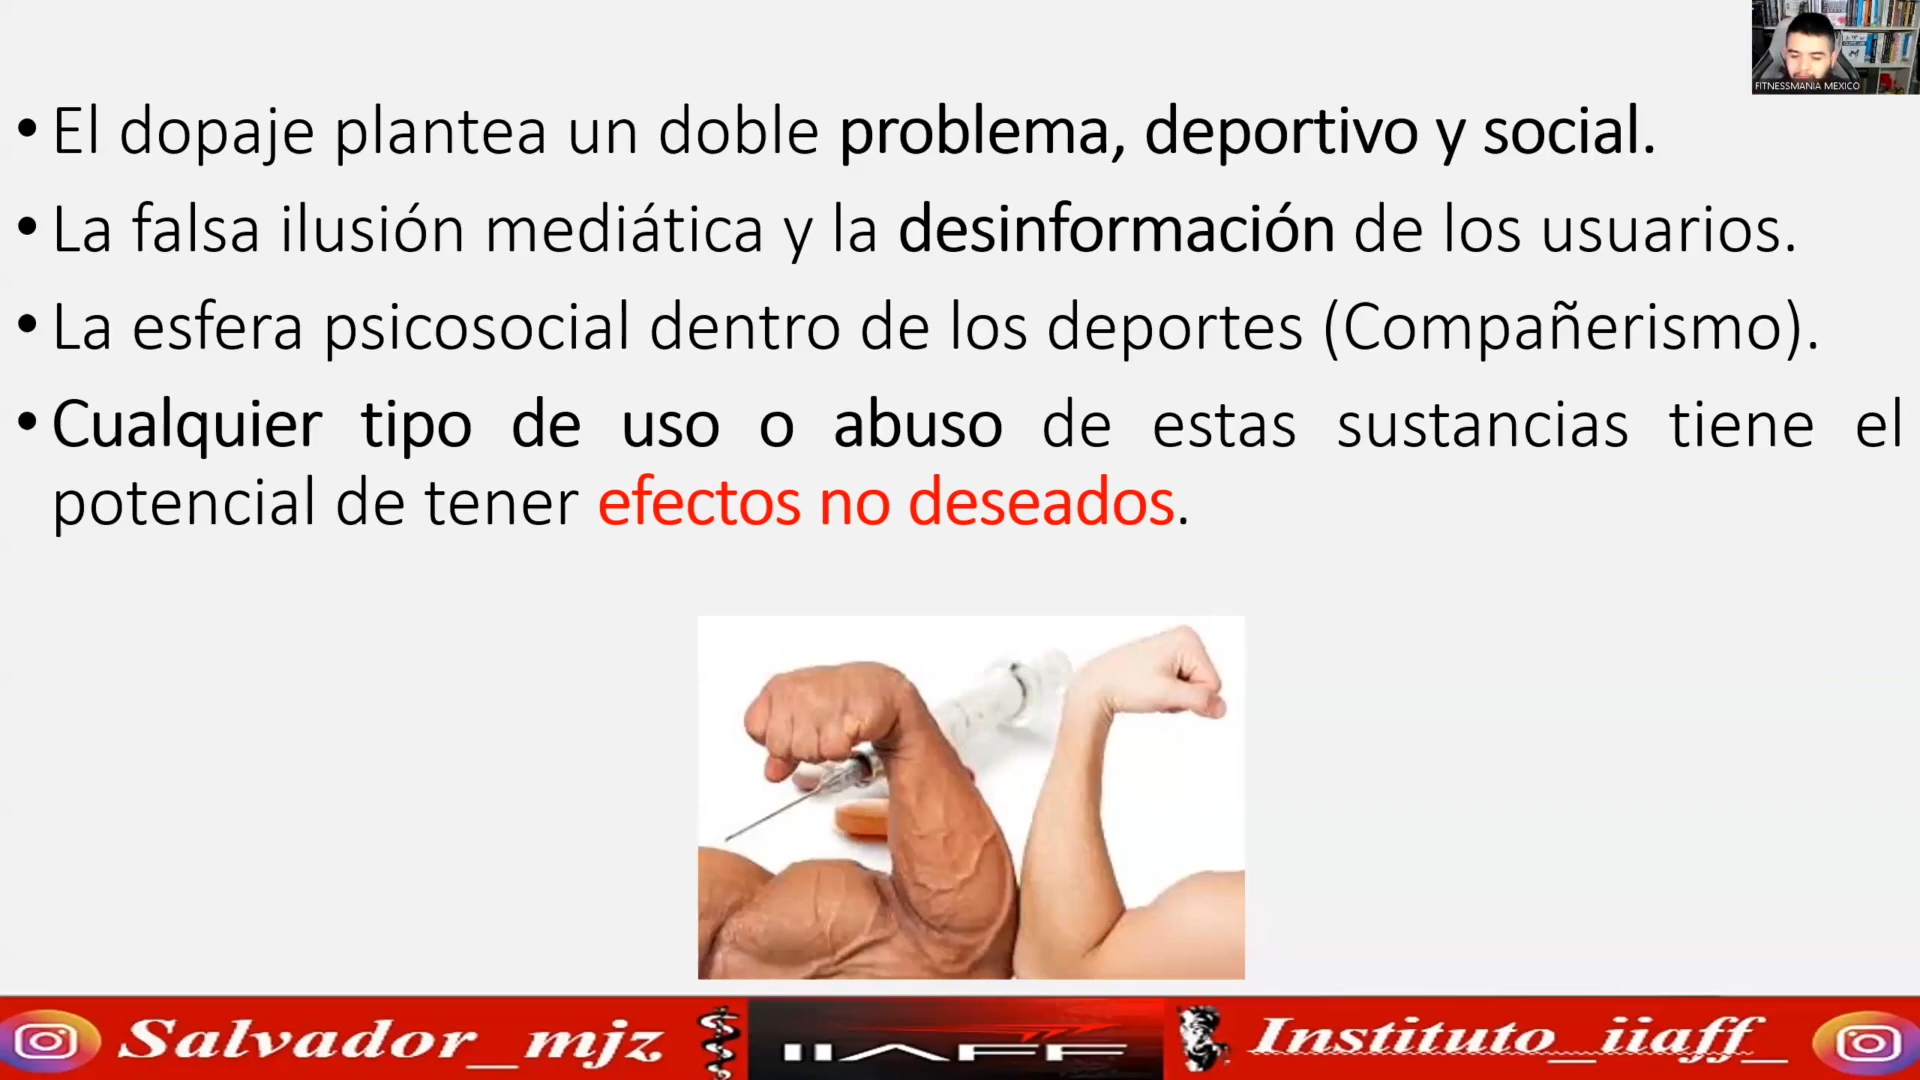 FITNESSMANIA MEXICO
• El dopaje plantea un doble problema, deportivo y social.
• La falsa ilusión mediática y la desinformación de los usuarios.
• La esfera psicosocial dentro de los deportes (Compañerismo).
• Cualquier tipo de uso o abuso de estas sustancias tiene el
potencial de tener efectos no deseados.
Salvador_mjz
IIAFF
Instituto_iiaff_